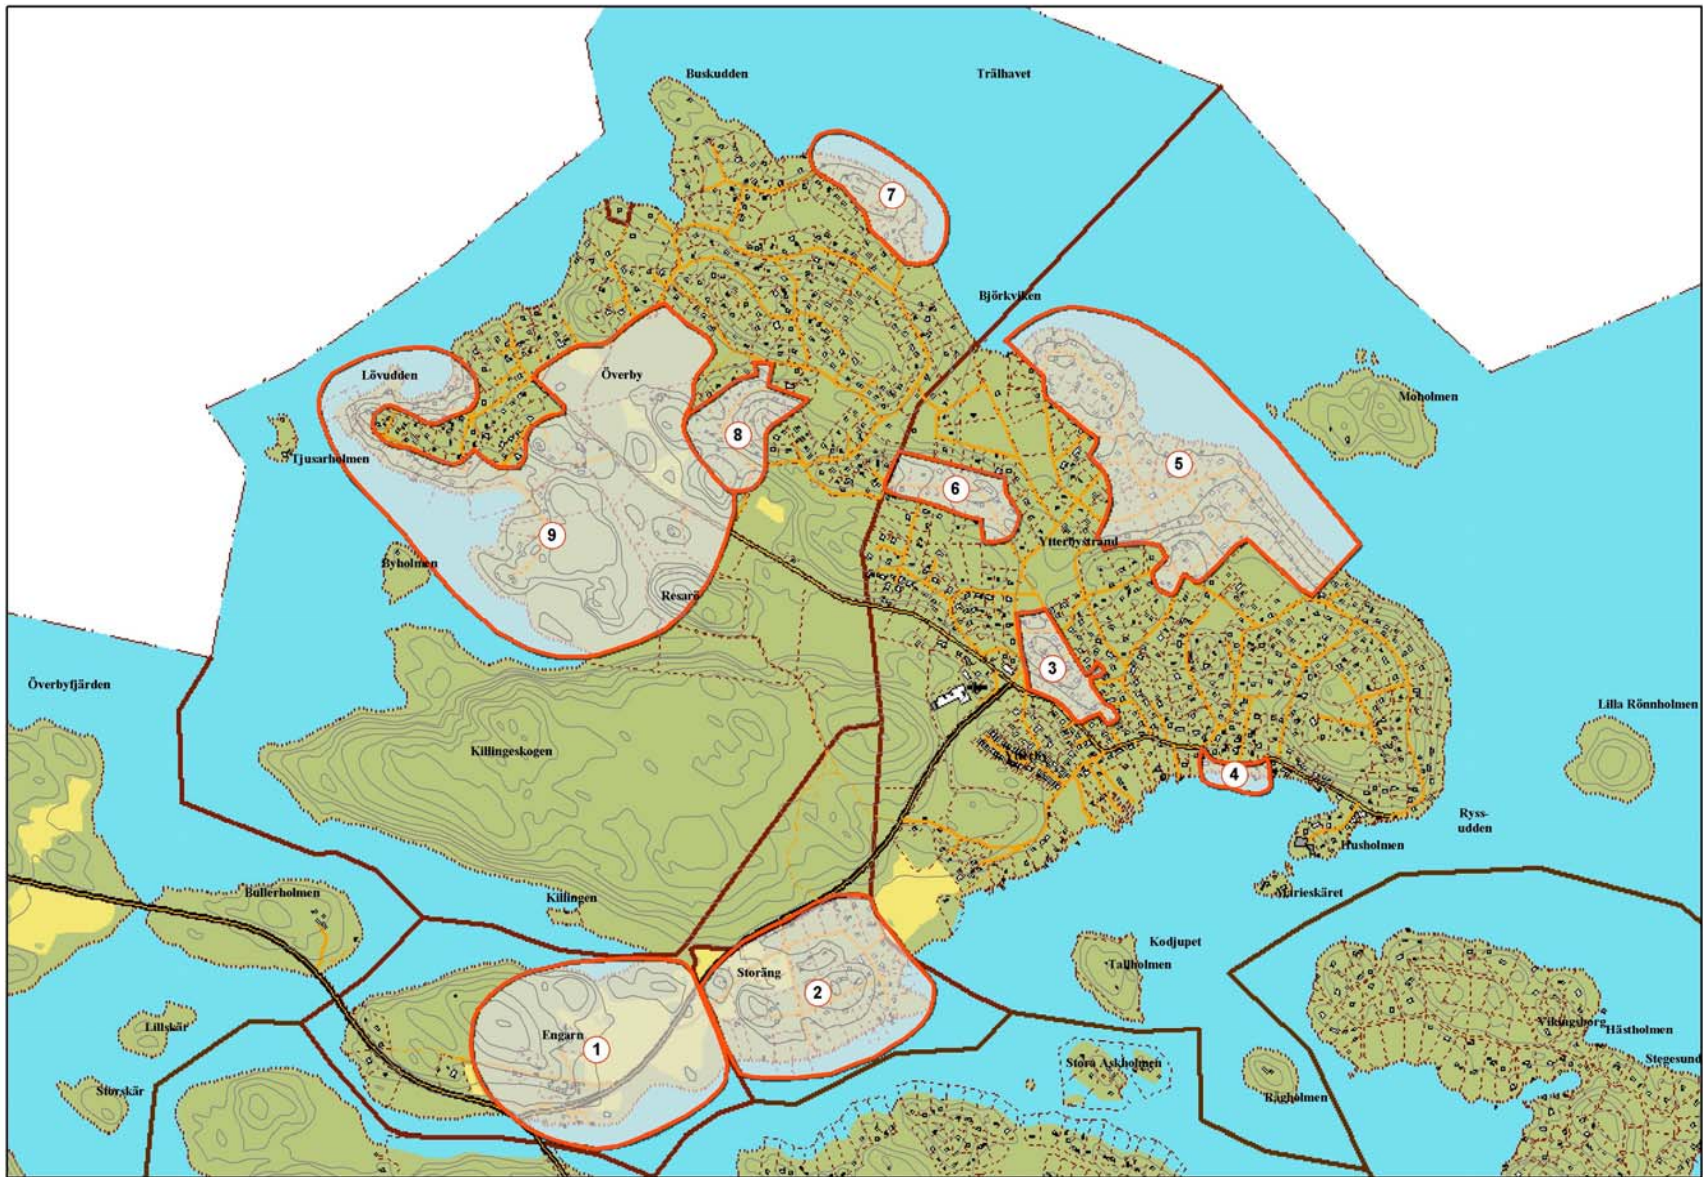 Buskudden
Trälhavet
7
Björkviken
Lövudden
Överby
Moholmen
8
Tjusarholmen
5
6
9
Ytterbystrand
Byholmen
Resarö
3
Överbyfjärden
Lilla Rönnholmen
Killingeskogen
4
Ryss-
udden
Husholmen
Bullerholmen
Killingen
Marieskäret
Kodjupet
Tallholmen
Storäng
2
Vikingsborg
Hästholmen
Lillskär
Engarn
1
Stegesund
Stora Askholmen
Storskär
Rågholmen